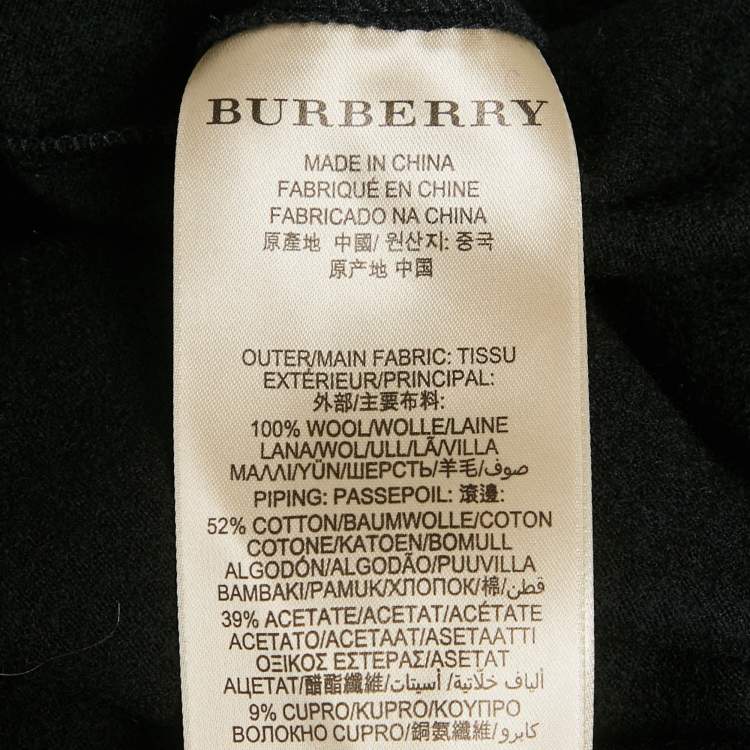 BURBERRY
MADE IN CHINA
FABRIQUÉ EN CHINE
FABRICADO NA CHINA
原產地 中國/ 원산지: 중국
原产地 中国
OUTER/MAIN FABRIC: TISSU
EXTÉRIEUR/PRINCIPAL:
外部/主要布料:
100% WOOL/WOLLE/LAINE
LANA/WOL/ULL/LÃ/VILLA
ΜΑΛΛΙ/YÜN/ШЕРСТЬ/羊毛/صوف
PIPING: PASSEPOIL: 滾邊:
52% COTTON/BAUMWOLLE/COTON
COTONE/KATOEN/BOMULL
ALGODÓN/ALGODÃO/PUUVILLA
BAMBAKI/PAMUK/ХЛОПОК/棉/قطن
39% ACETATE/ACETAT/ACÉTATE
ACETATO/ACETAAT/ASETAATTI
ΟΞΙΚΟΣ ΕΣΤΕΡΑΣ/ASETAT
АЦЕТАТ/醋酯纖維/ألياف خلاتية/ أسيتات
9% CUPRO/KUPRO/ΚΟΥΠΡΟ
ВОЛОКНО CUPRO/銅氨纖維/كابرو